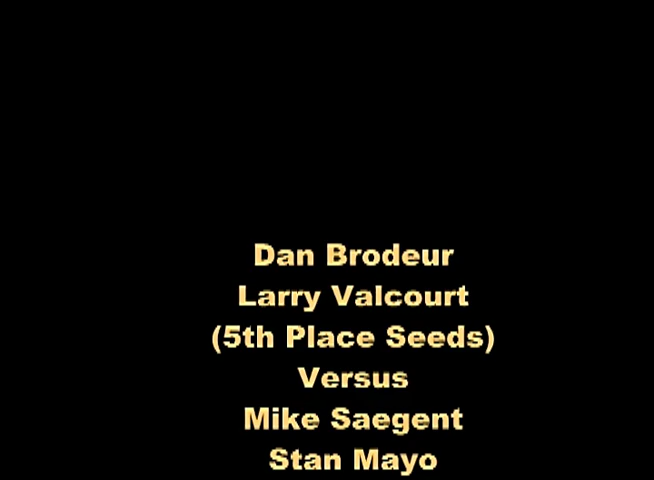 Dan Brodeur
Larry Valcourt
(5th Place Seeds)
Versus
Mike Saegent
Stan Mayo